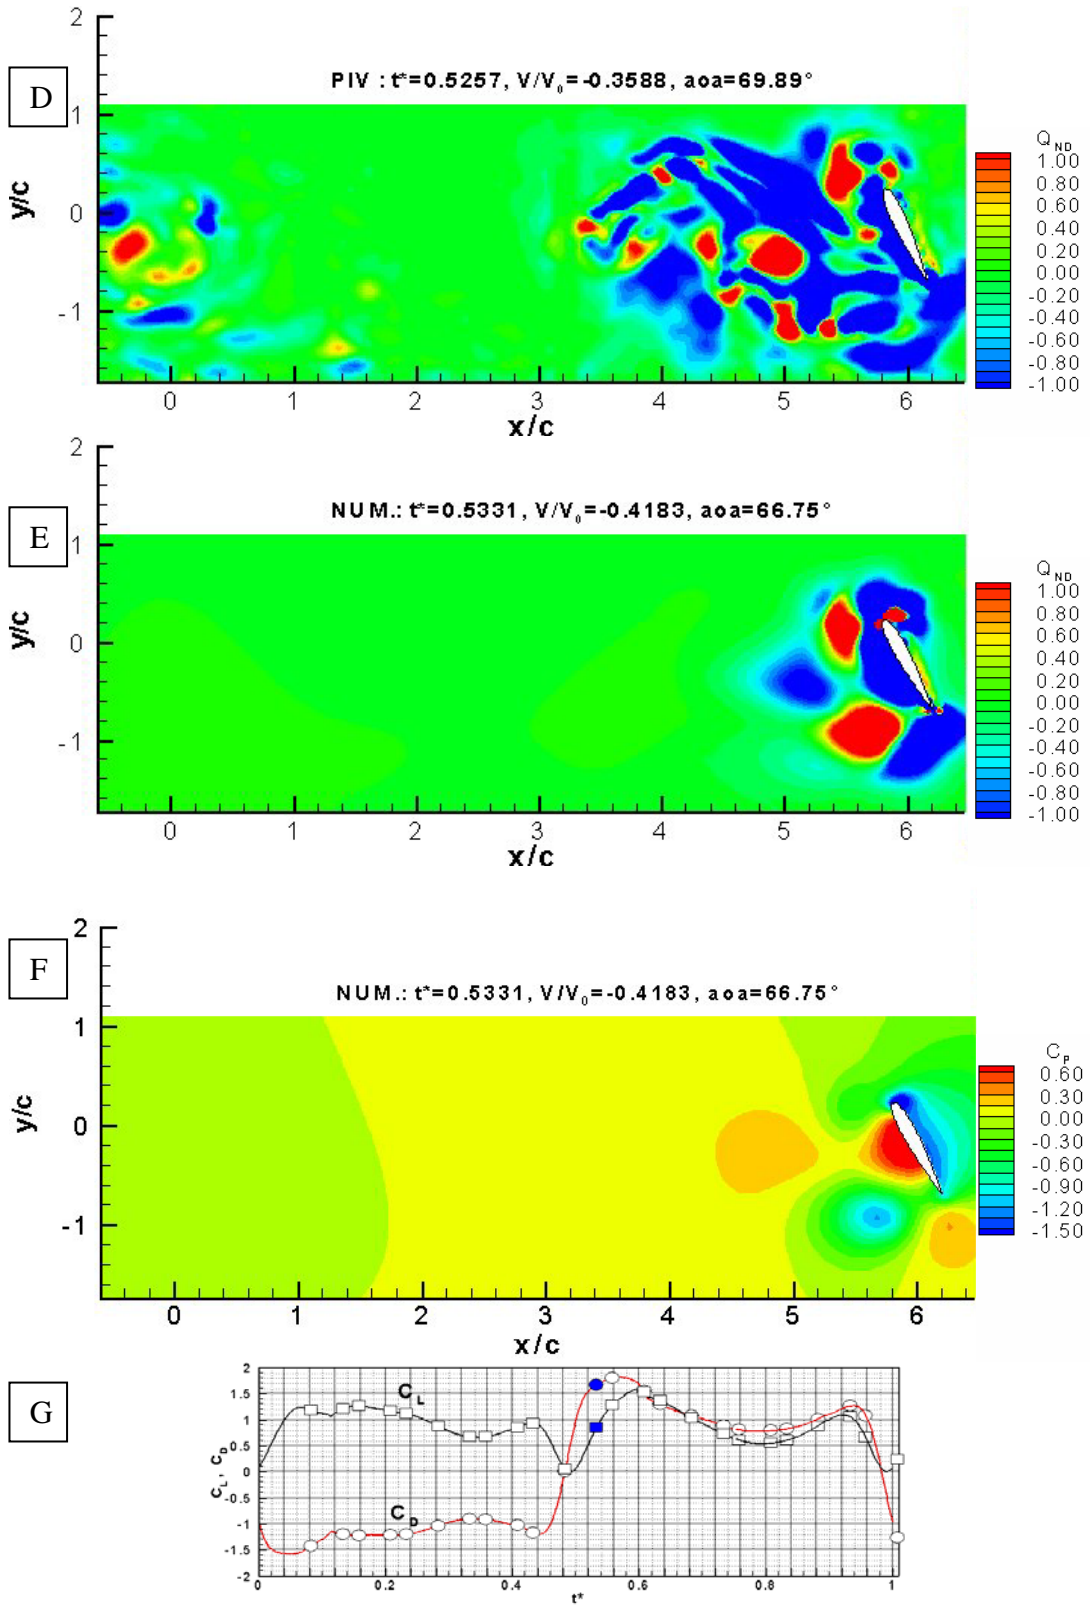 D
PIV : t*=0.5257, V/V0=-0.3588, aoa=69.89°
2
1
0
-1
y/c
0 1 2 3 4 5 6
x/c
QND
1.00
0.80
0.60
0.40
0.20
0.00
-0.20
-0.40
-0.60
-0.80
-1.00
E
NUM.: t*=0.5331, V/V0=-0.4183, aoa=66.75°
2
1
0
-1
y/c
0 1 2 3 4 5 6
x/c
QND
1.00
0.80
0.60
0.40
0.20
0.00
-0.20
-0.40
-0.60
-0.80
-1.00
F
NUM.: t*=0.5331, V/V0=-0.4183, aoa=66.75°
2
1
0
-1
y/c
0 1 2 3 4 5 6
x/c
CP
0.60
0.30
0.00
-0.30
-0.60
-0.90
-1.20
-1.50
G
2
1.5
1
0.5
0
-0.5
-1
-1.5
-2
CL, CD
CL
CD
0 0.2 0.4 0.6 0.8 1
t*